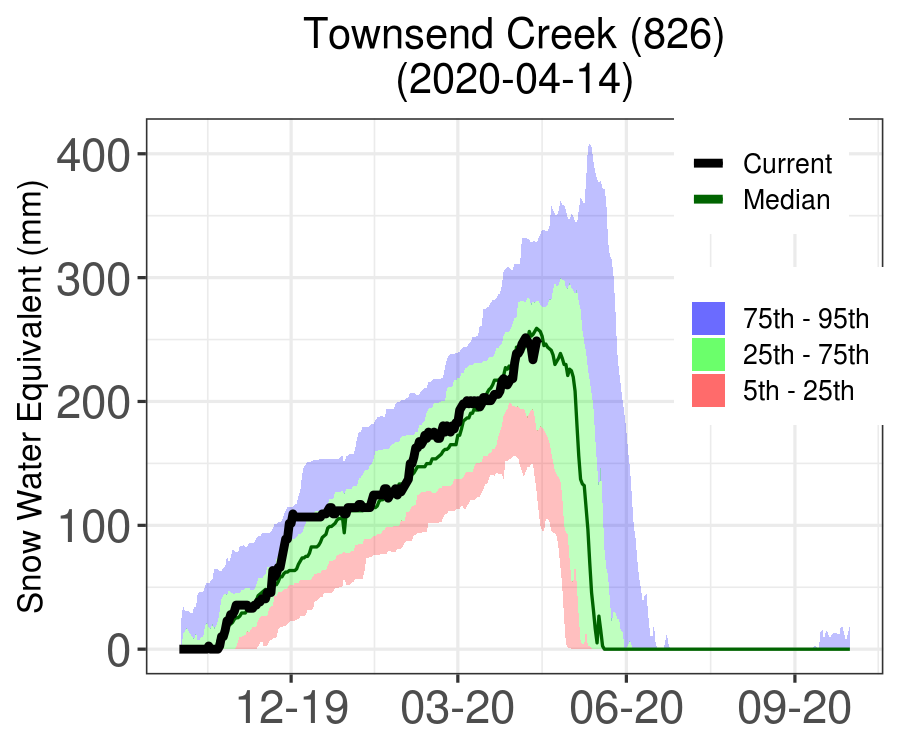 Townsend Creek (826)
(2020-04-14)
Snow Water Equivalent (mm)
400
300
200
100
0
12-19
03-20
06-20
09-20
Current
Median
75th - 95th
25th - 75th
5th - 25th